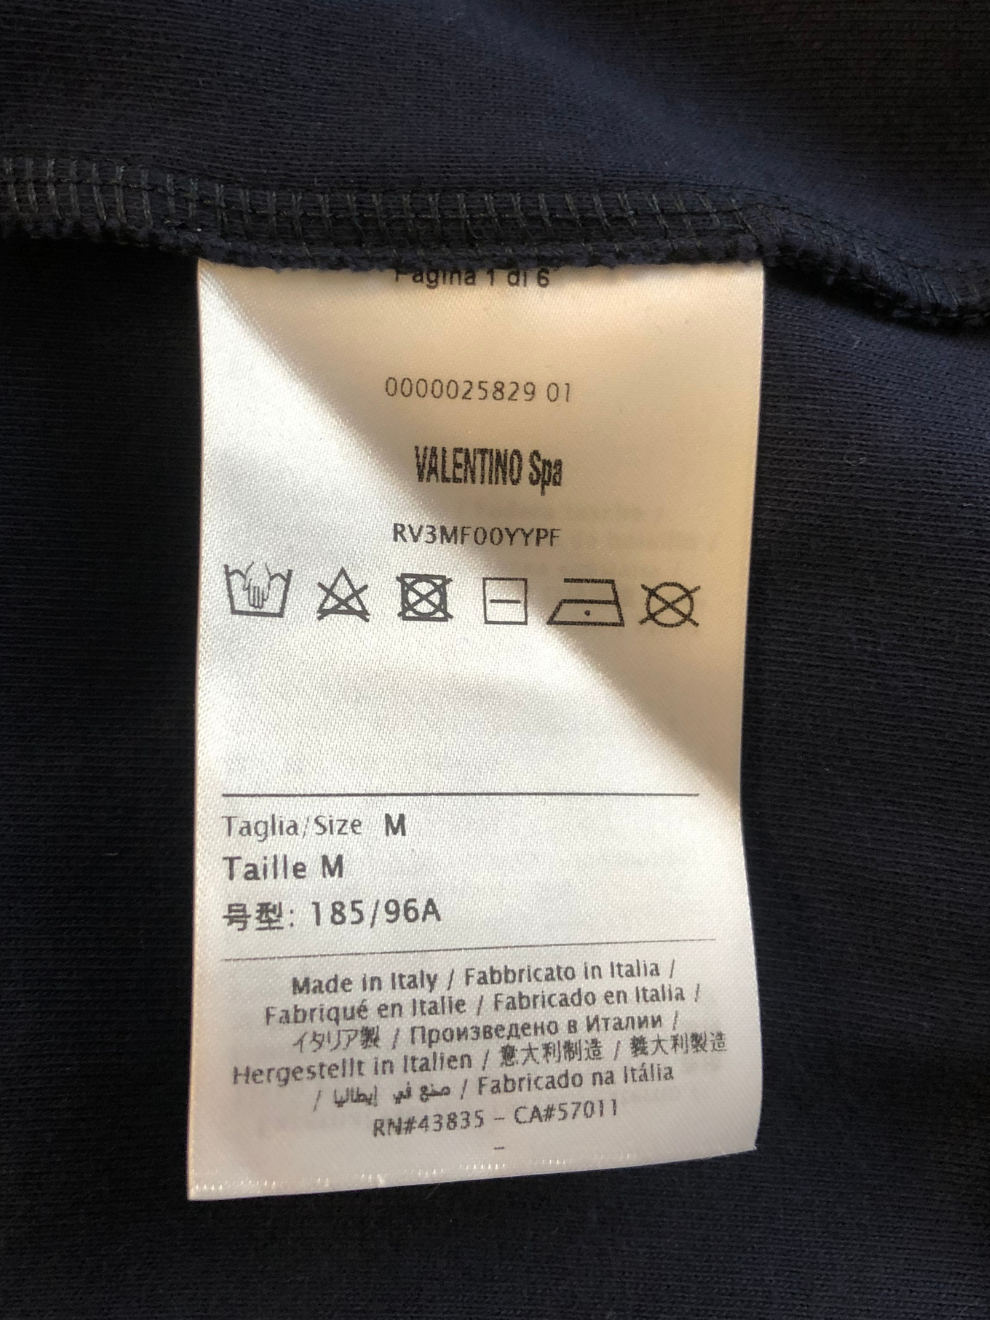 Pagina 1 di 6
0000025829 01
VALENTINO Spa
RV3MF00YYPF
Taglia/Size M
Taille M
号型: 185/96A
Made in Italy / Fabbricato in Italia /
Fabriqué en Italie / Fabricado en Italia /
イタリア製 / Произведено в Италии /
Hergestellt in Italien / 意大利制造 / 義大利製造
/ صنع في إيطاليا / Fabricado na Itália
RN#43835 - CA#57011
-